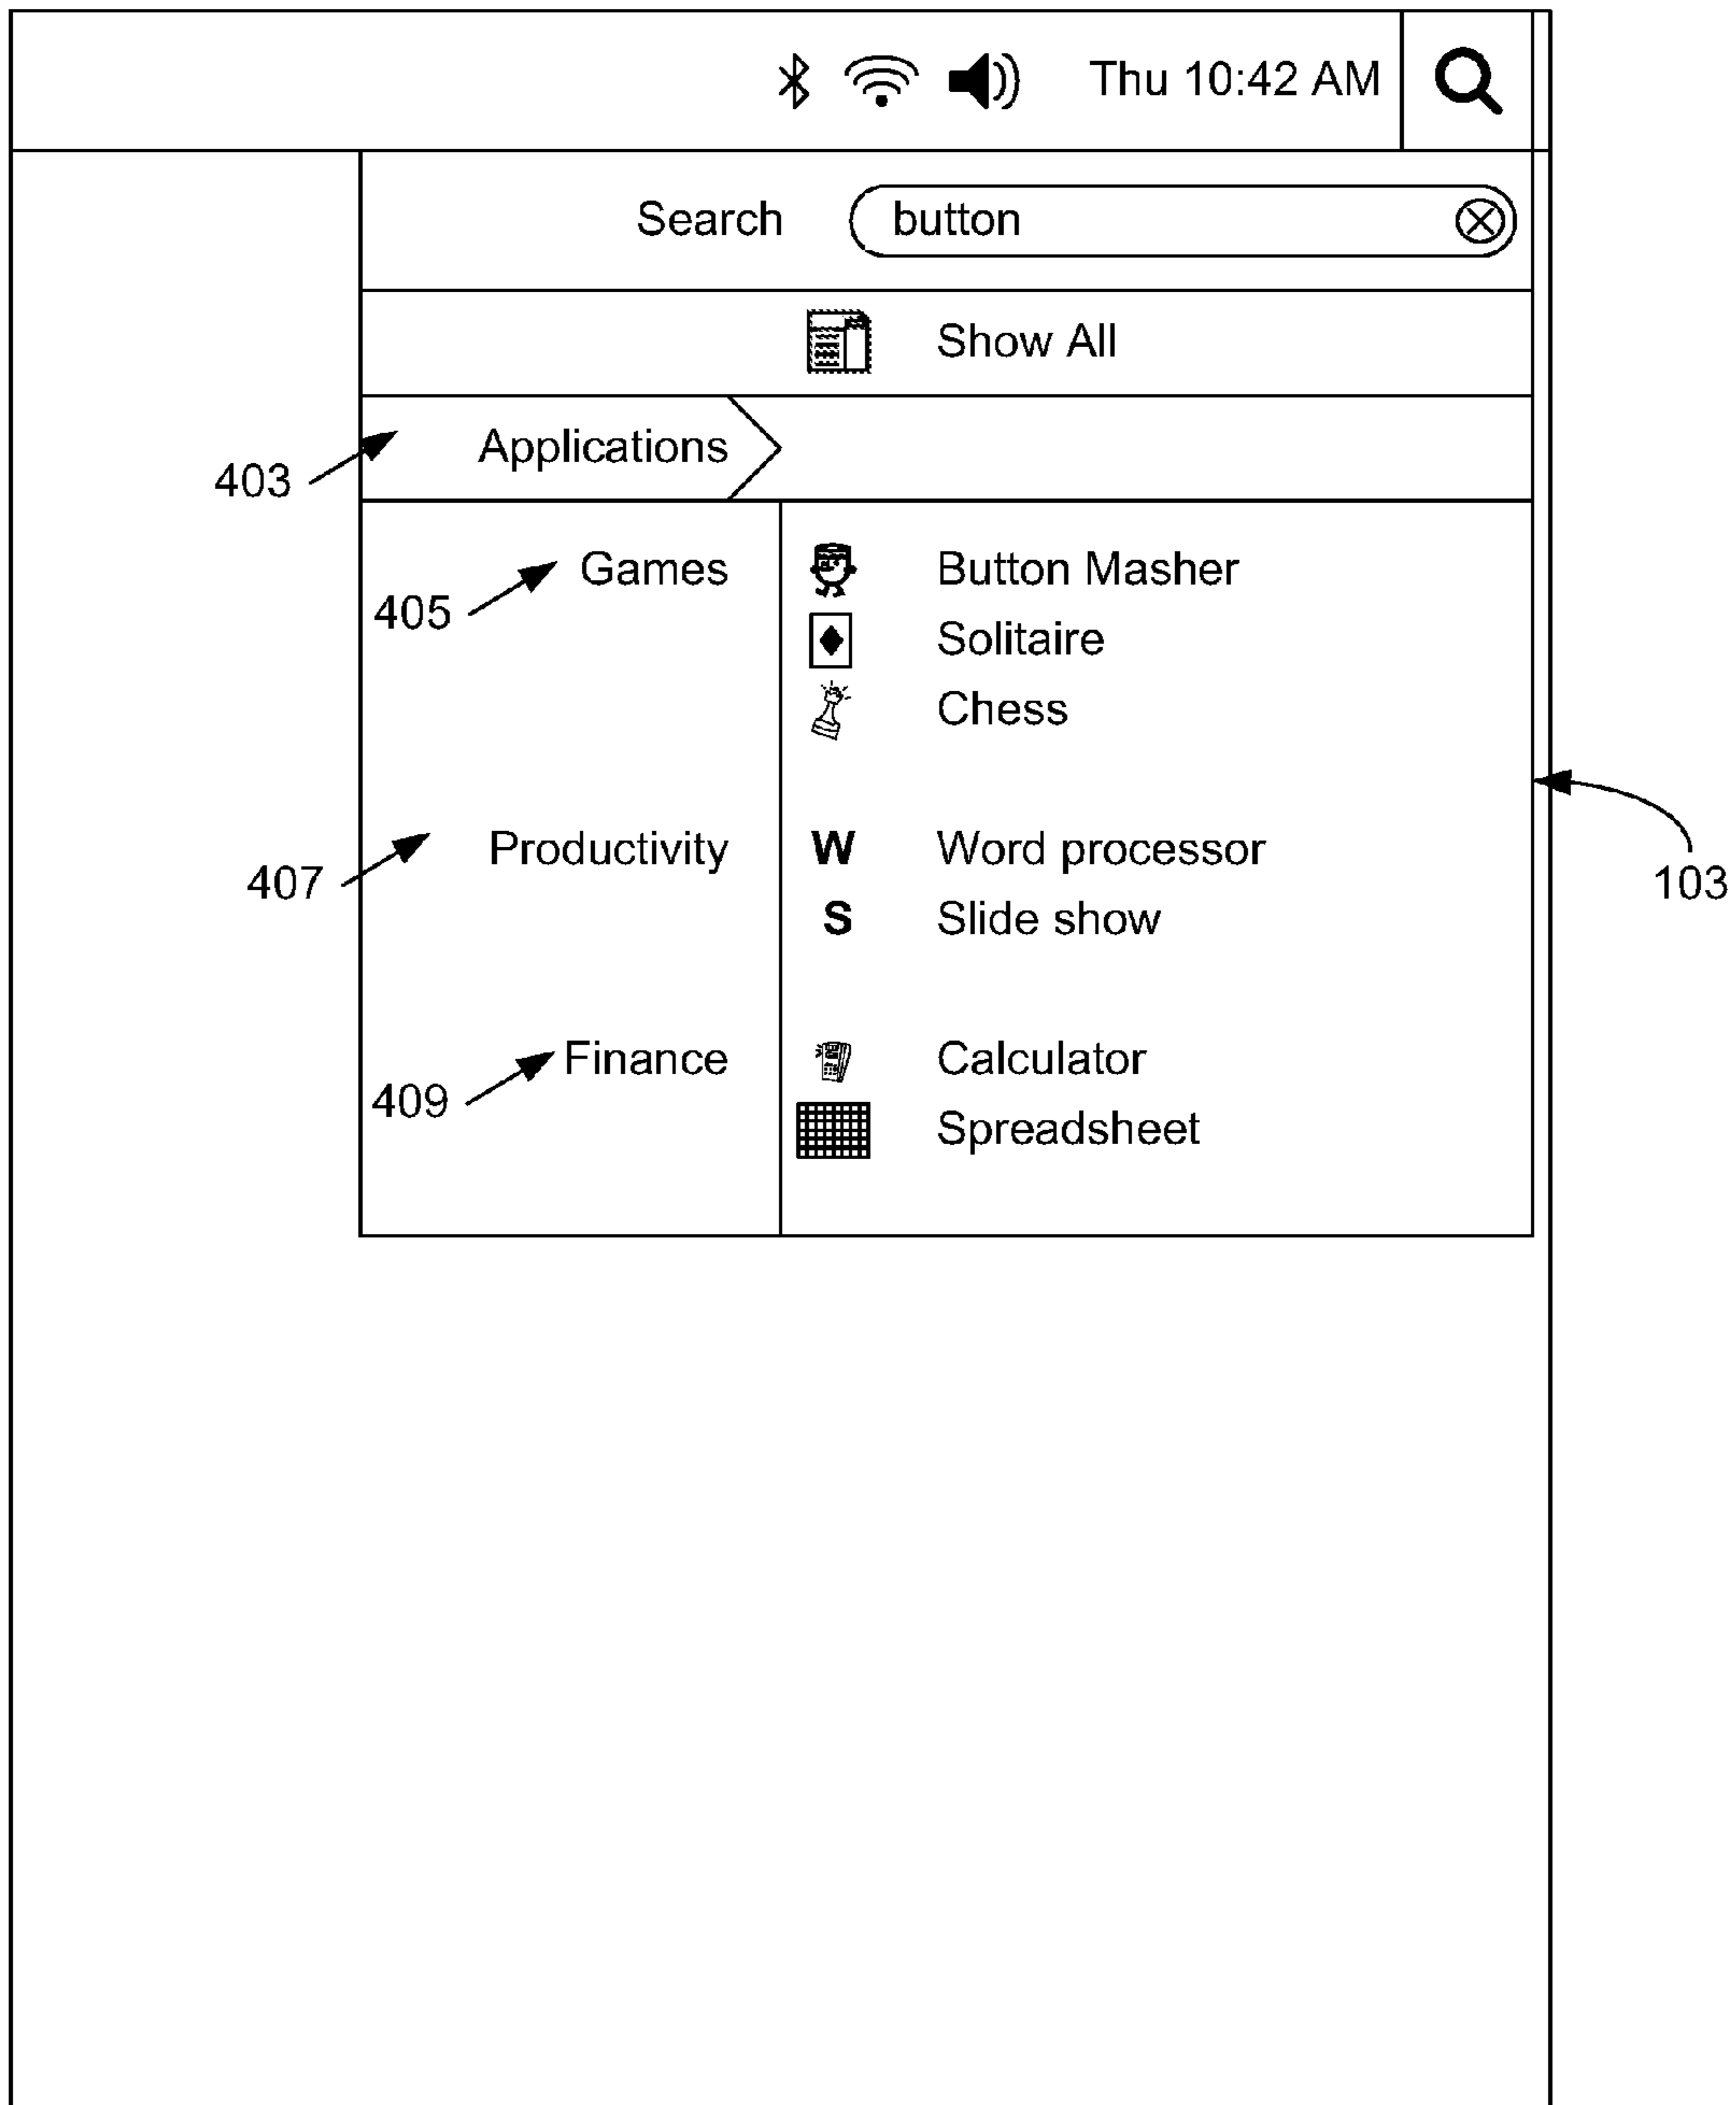 Thu 10:42 AM
Search button
Show All
Applications
403
Games Button Masher
405
Solitaire
Chess
Productivity W Word processor
407
103
S Slide show
Finance Calculator
409
Spreadsheet